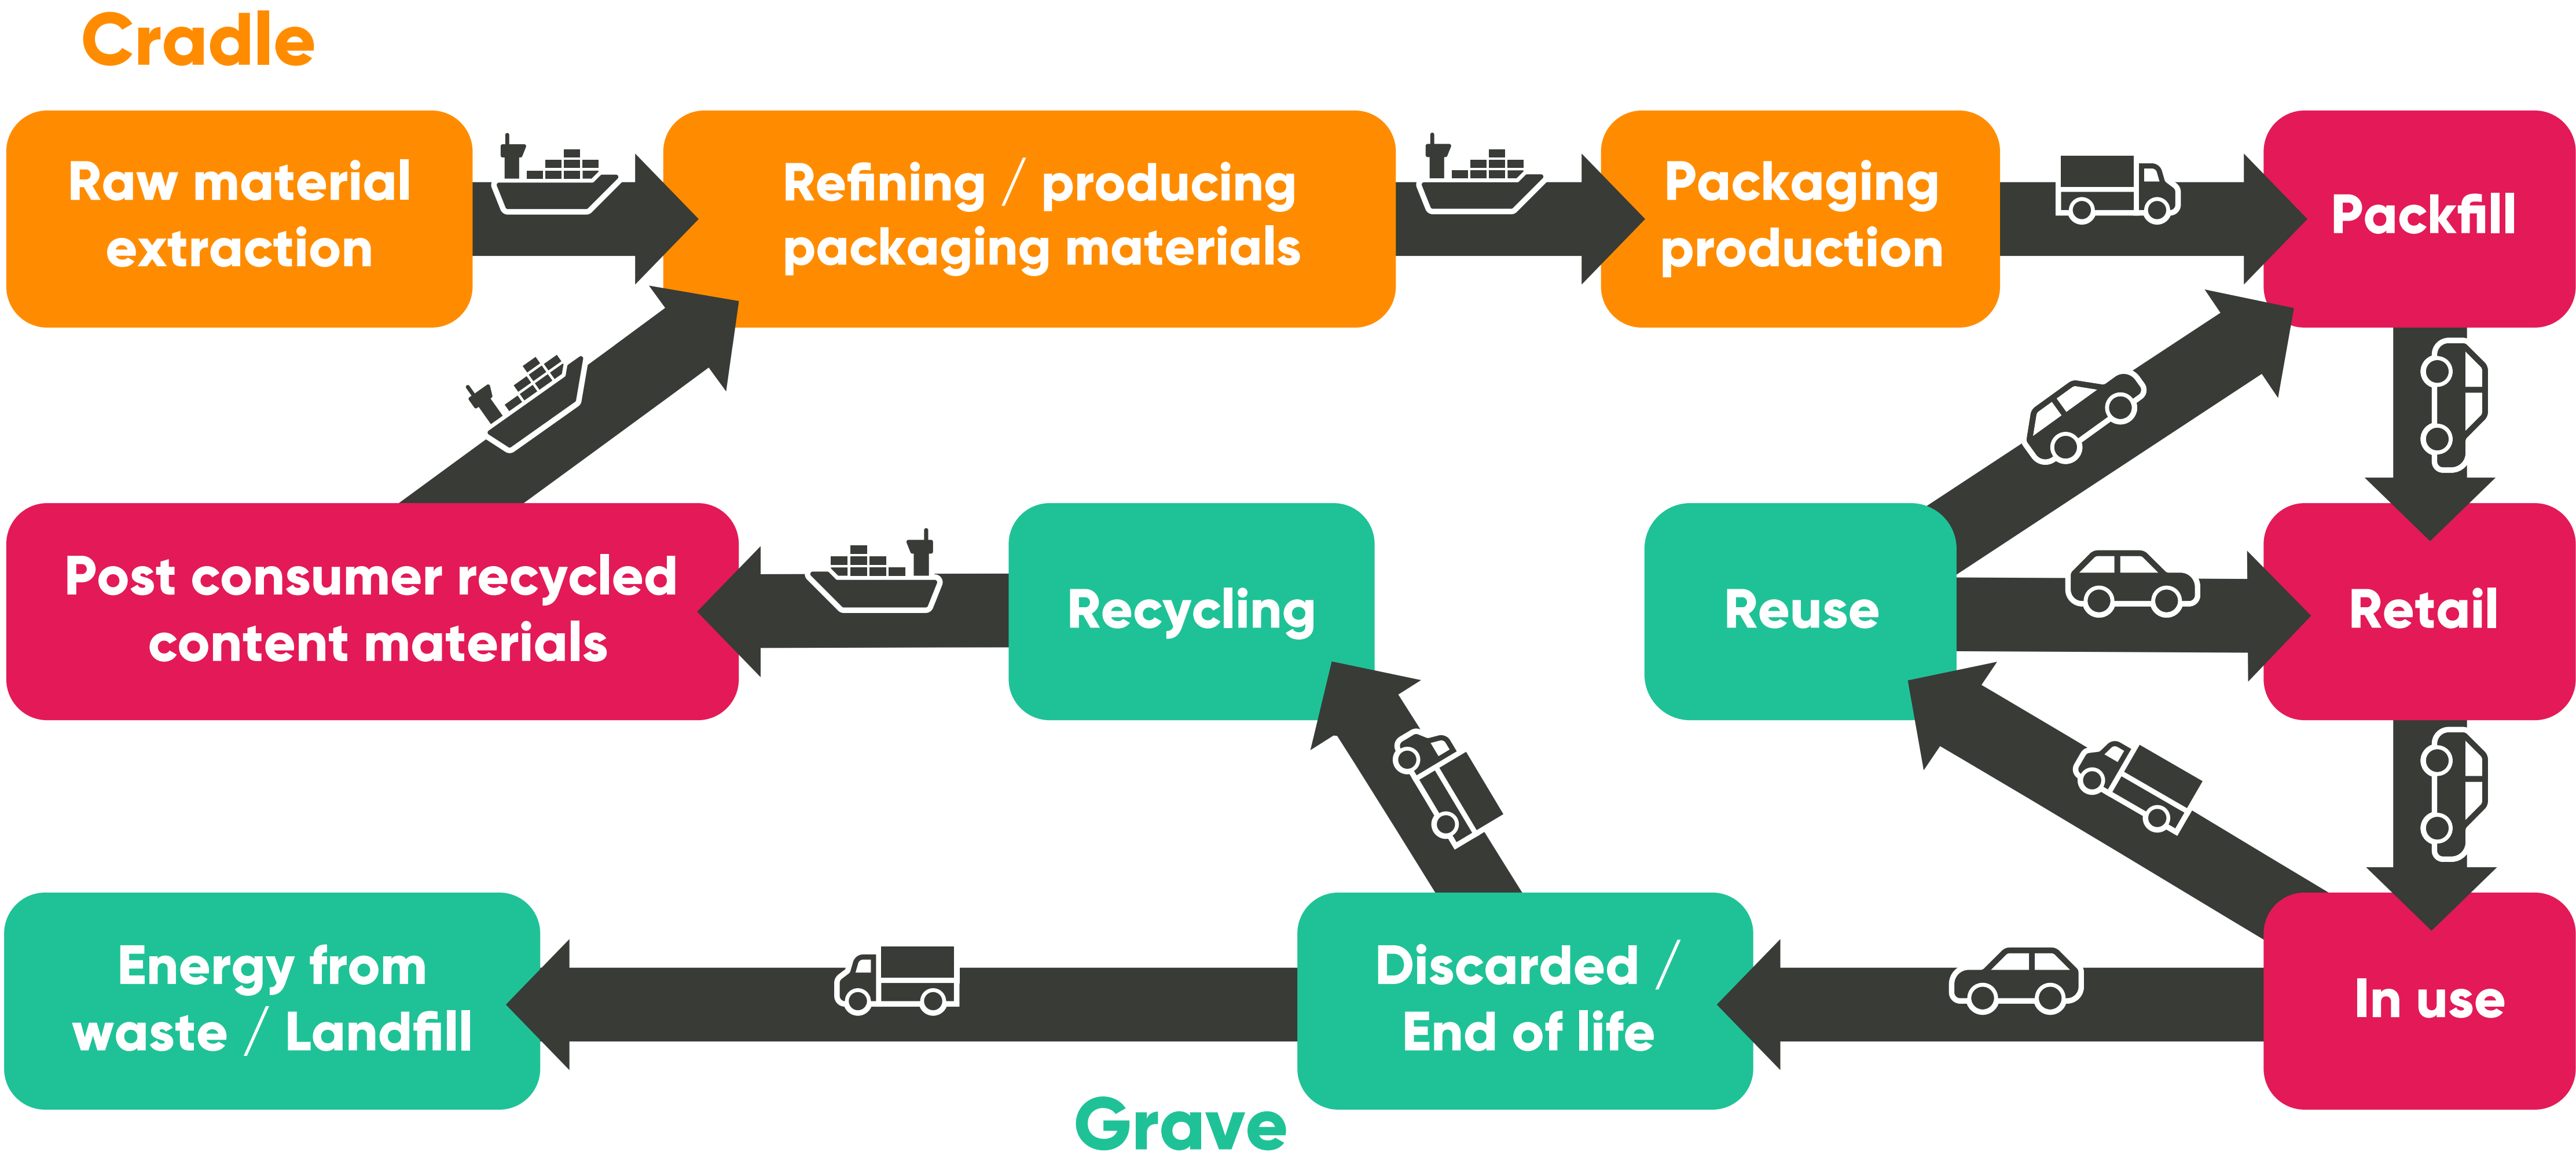 Cradle
Raw material
extraction
Refining / producing
packaging materials
Packaging
production
Packfill
Post consumer recycled
content materials
Recycling
Reuse
Retail
Energy from
waste / Landfill
Discarded /
End of life
In use
Grave